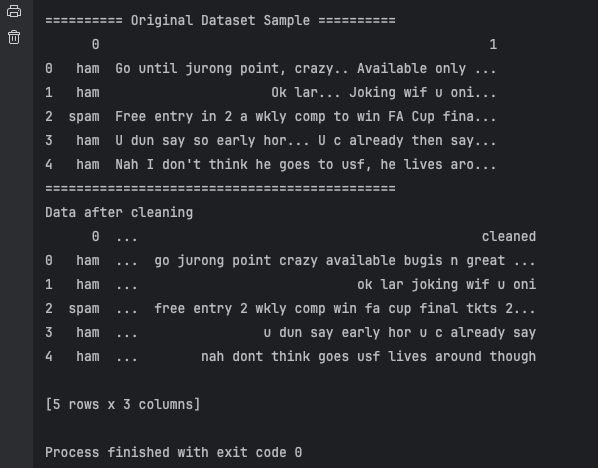 ========== Original Dataset Sample ==========
      0                                                  1
0   ham  Go until jurong point, crazy.. Available only ...
1   ham                      Ok lar... Joking wif u oni...
2  spam  Free entry in 2 a wkly comp to win FA Cup fina...
3   ham  U dun say so early hor... U c already then say...
4   ham  Nah I don't think he goes to usf, he lives aro...
=============================================
Data after cleaning
      0  ...                                            cleaned
0   ham  ...  go jurong point crazy available bugis n great ...
1   ham  ...                            ok lar joking wif u oni
2  spam  ...  free entry 2 wkly comp win fa cup final tkts 2...
3   ham  ...                u dun say early hor u c already say
4   ham  ...        nah dont think goes usf lives around though
[5 rows x 3 columns]
Process finished with exit code 0